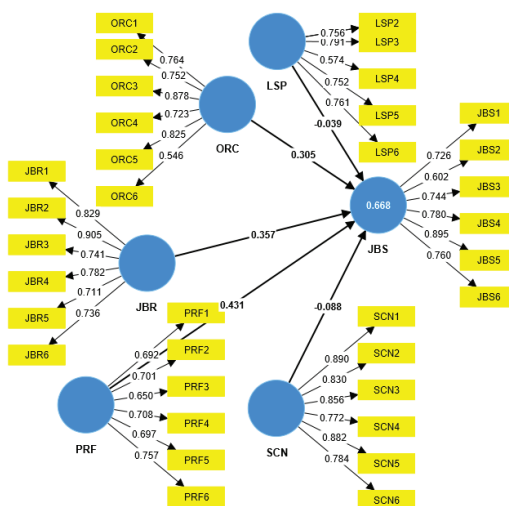 ORC1
ORC2
ORC3
ORC4
ORC5
ORC6
0.764
0.752
0.878
0.723
0.825
0.546
ORC
LSP2
LSP3
LSP4
LSP5
LSP6
0.756
0.791
0.574
0.752
0.761
LSP
-0.039
0.305
JBR1
JBR2
JBR3
JBR4
JBR5
JBR6
0.829
0.905
0.741
0.782
0.711
0.736
JBR
0.357
0.431
0.668
JBS
JBS1
JBS2
JBS3
JBS4
JBS5
JBS6
0.726
0.602
0.744
0.780
0.895
0.760
PRF1
PRF2
PRF3
PRF4
PRF5
PRF6
0.692
0.701
0.650
0.708
0.697
0.757
PRF
-0.088
SCN1
SCN2
SCN3
SCN4
SCN5
SCN6
0.890
0.830
0.856
0.772
0.882
0.784
SCN